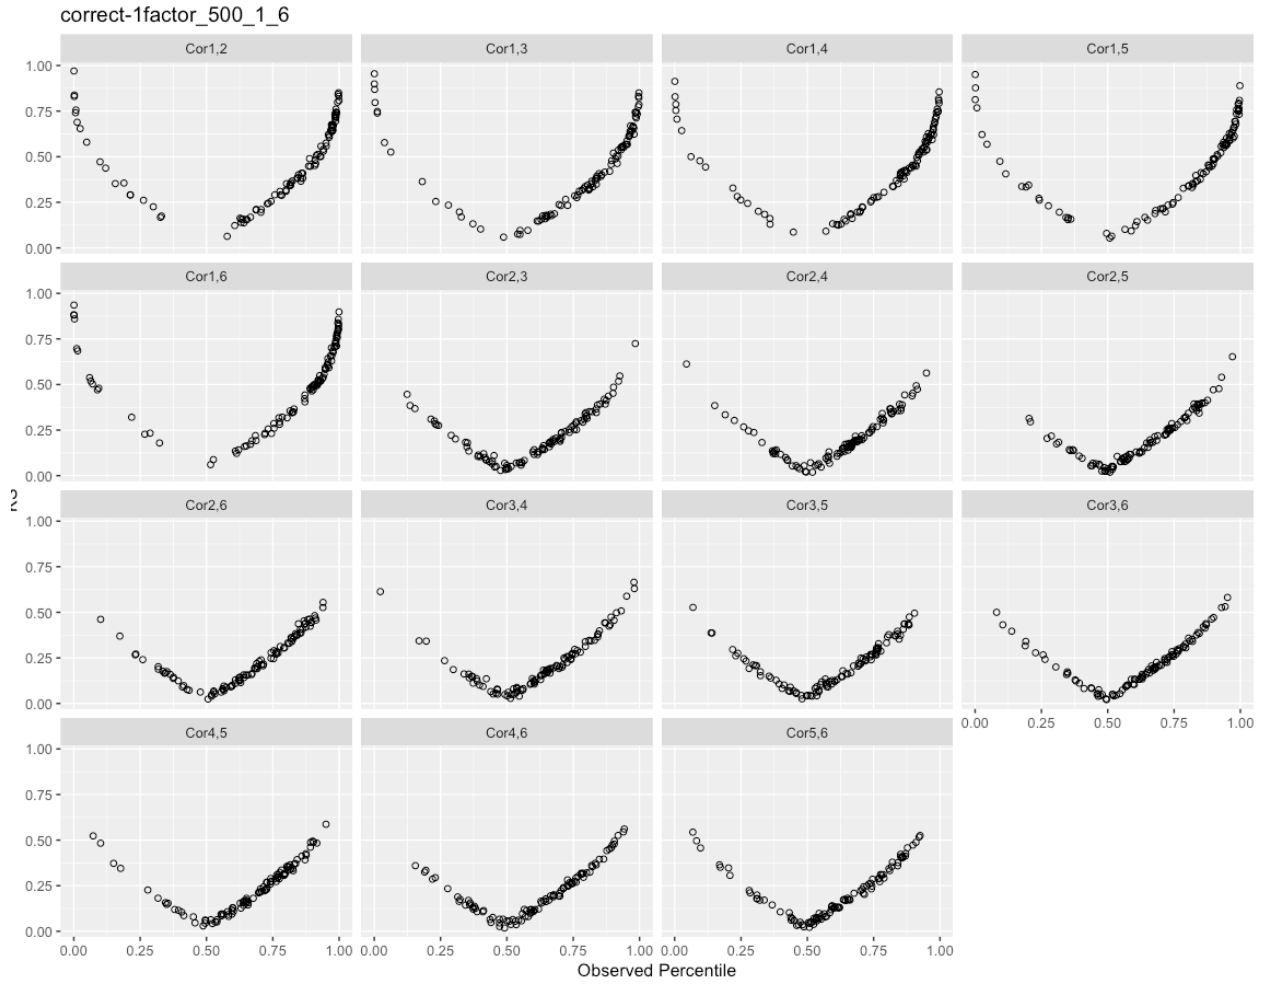 correct-1factor_500_1_6
Cor1,2 Cor1,3 Cor1,4 Cor1,5
1.00
0.75
0.50
0.25
0.00
Cor1,6 Cor2,3 Cor2,4 Cor2,5
1.00
0.75
0.50
0.25
0.00
Cor2,6 Cor3,4 Cor3,5 Cor3,6
1.00
0.75
0.50
0.25
0.00
0.00 0.25 0.50 0.75 1.00
Cor4,5 Cor4,6 Cor5,6
1.00
0.75
0.50
0.25
0.00
0.00 0.25 0.50 0.75 1.00 0.00 0.25 0.50 0.75 1.00 0.00 0.25 0.50 0.75 1.00
Observed Percentile